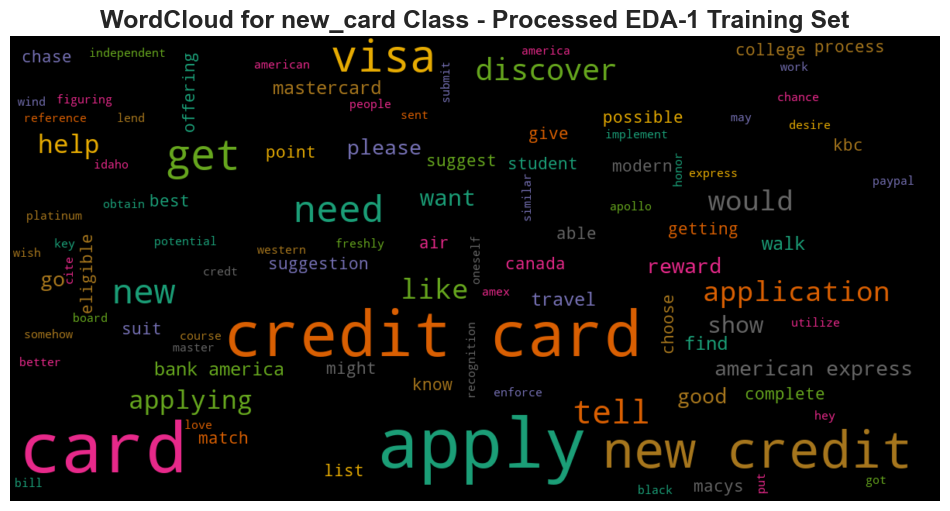 WordCloud for new_card Class - Processed EDA-1 Training Set
chase
independent
american
offering
mastercard
visa
people
sent
submit
america
discover
college
process
work
chance
wind
figuring
reference
lend
help
idaho
get
point
please
suggest
give
student
possible
implement
may
desire
modern
honor
express
kbc
paypal
similar
apollo
platinum
obtain
best
need
want
would
key
wish
cite
eligible
potential
western
freshly
air
oneself
able
getting
walk
suggestion
credt
canada
reward
go
new
like
amex
travel
application
board
somehow
suit
course
master
credit card
choose
show
find
utilize
better
bank america
might
know
recognition
enforce
american express
good
complete
applying
love
match
tell
hey
card
list
apply
new credit
bill
black
macys
put
got